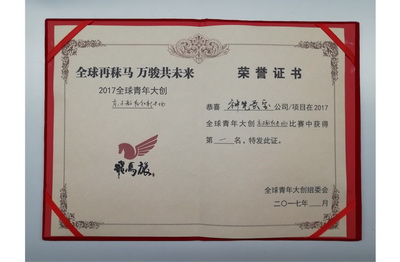 全球再秣马 万骏共未来
2017全球青年大创
飛馬旅
荣誉证书
恭喜 公司/项目在2017
全球青年大创 比赛中获得
第一名,特发此证。
全球青年大创组委会
二〇一七年 月